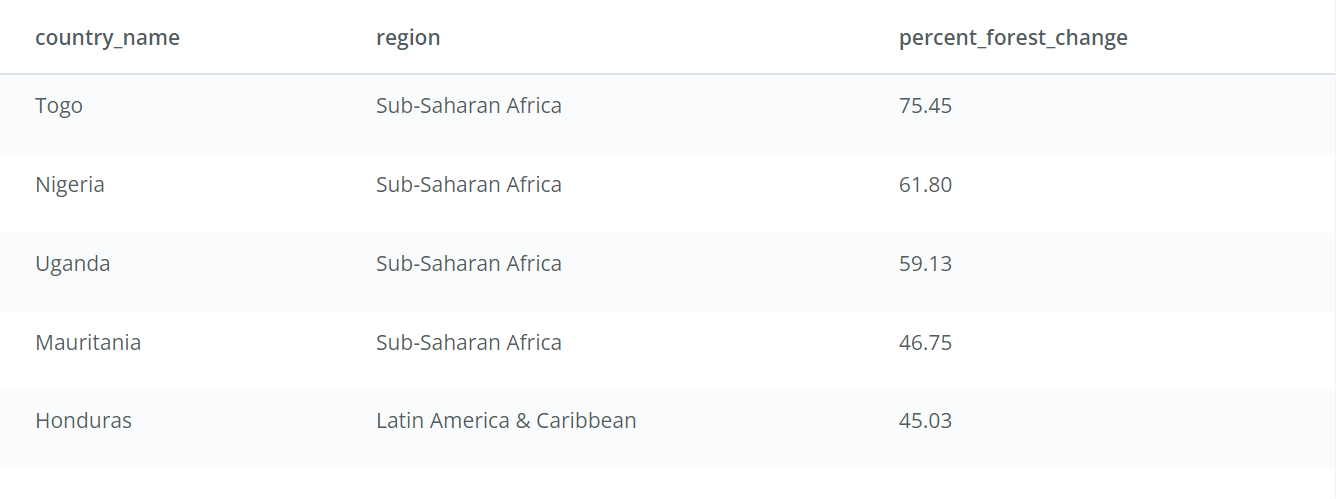 country_name region percent_forest_change
Togo Sub-Saharan Africa 75.45
Nigeria Sub-Saharan Africa 61.80
Uganda Sub-Saharan Africa 59.13
Mauritania Sub-Saharan Africa 46.75
Honduras Latin America & Caribbean 45.03